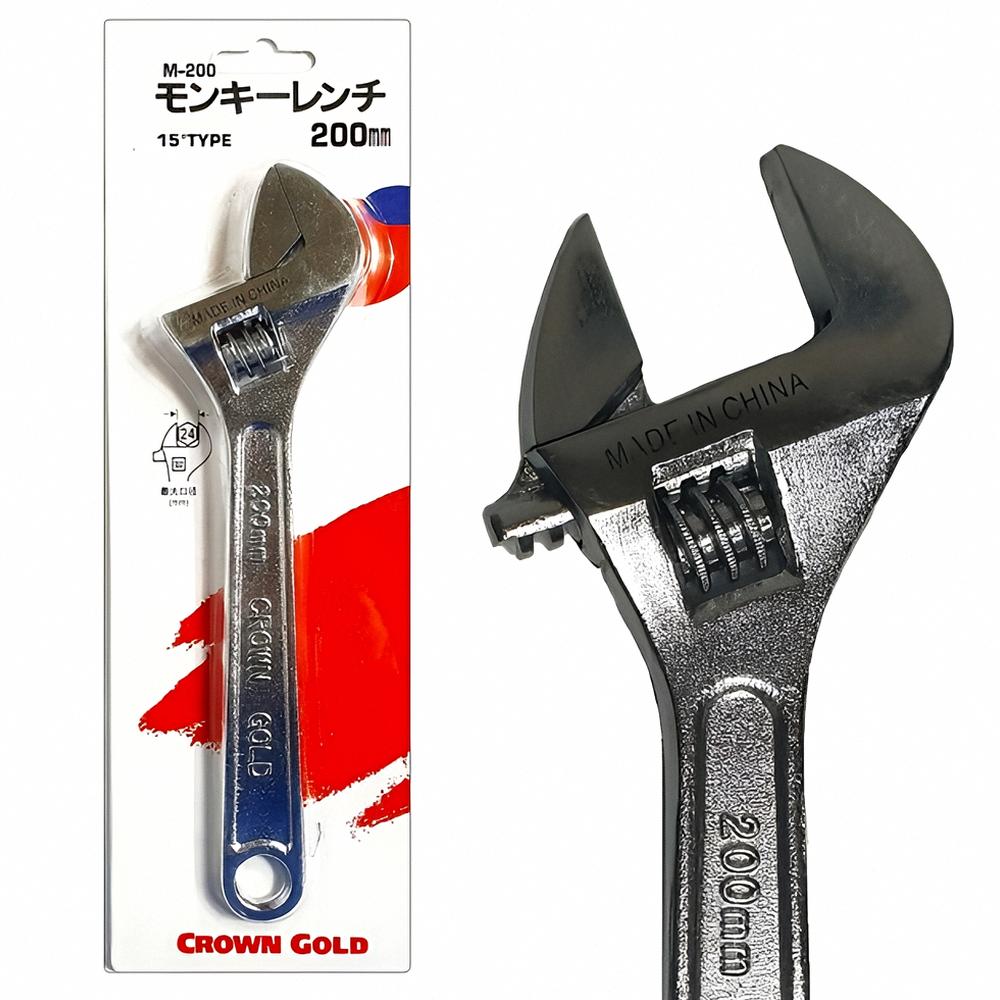 M-200
モンキーレンチ
15°TYPE
200mm
MADE IN CHINA
24
最大口径
(mm)
200mm CROWN GOLD
CROWN GOLD
MADE IN CHINA
200mm